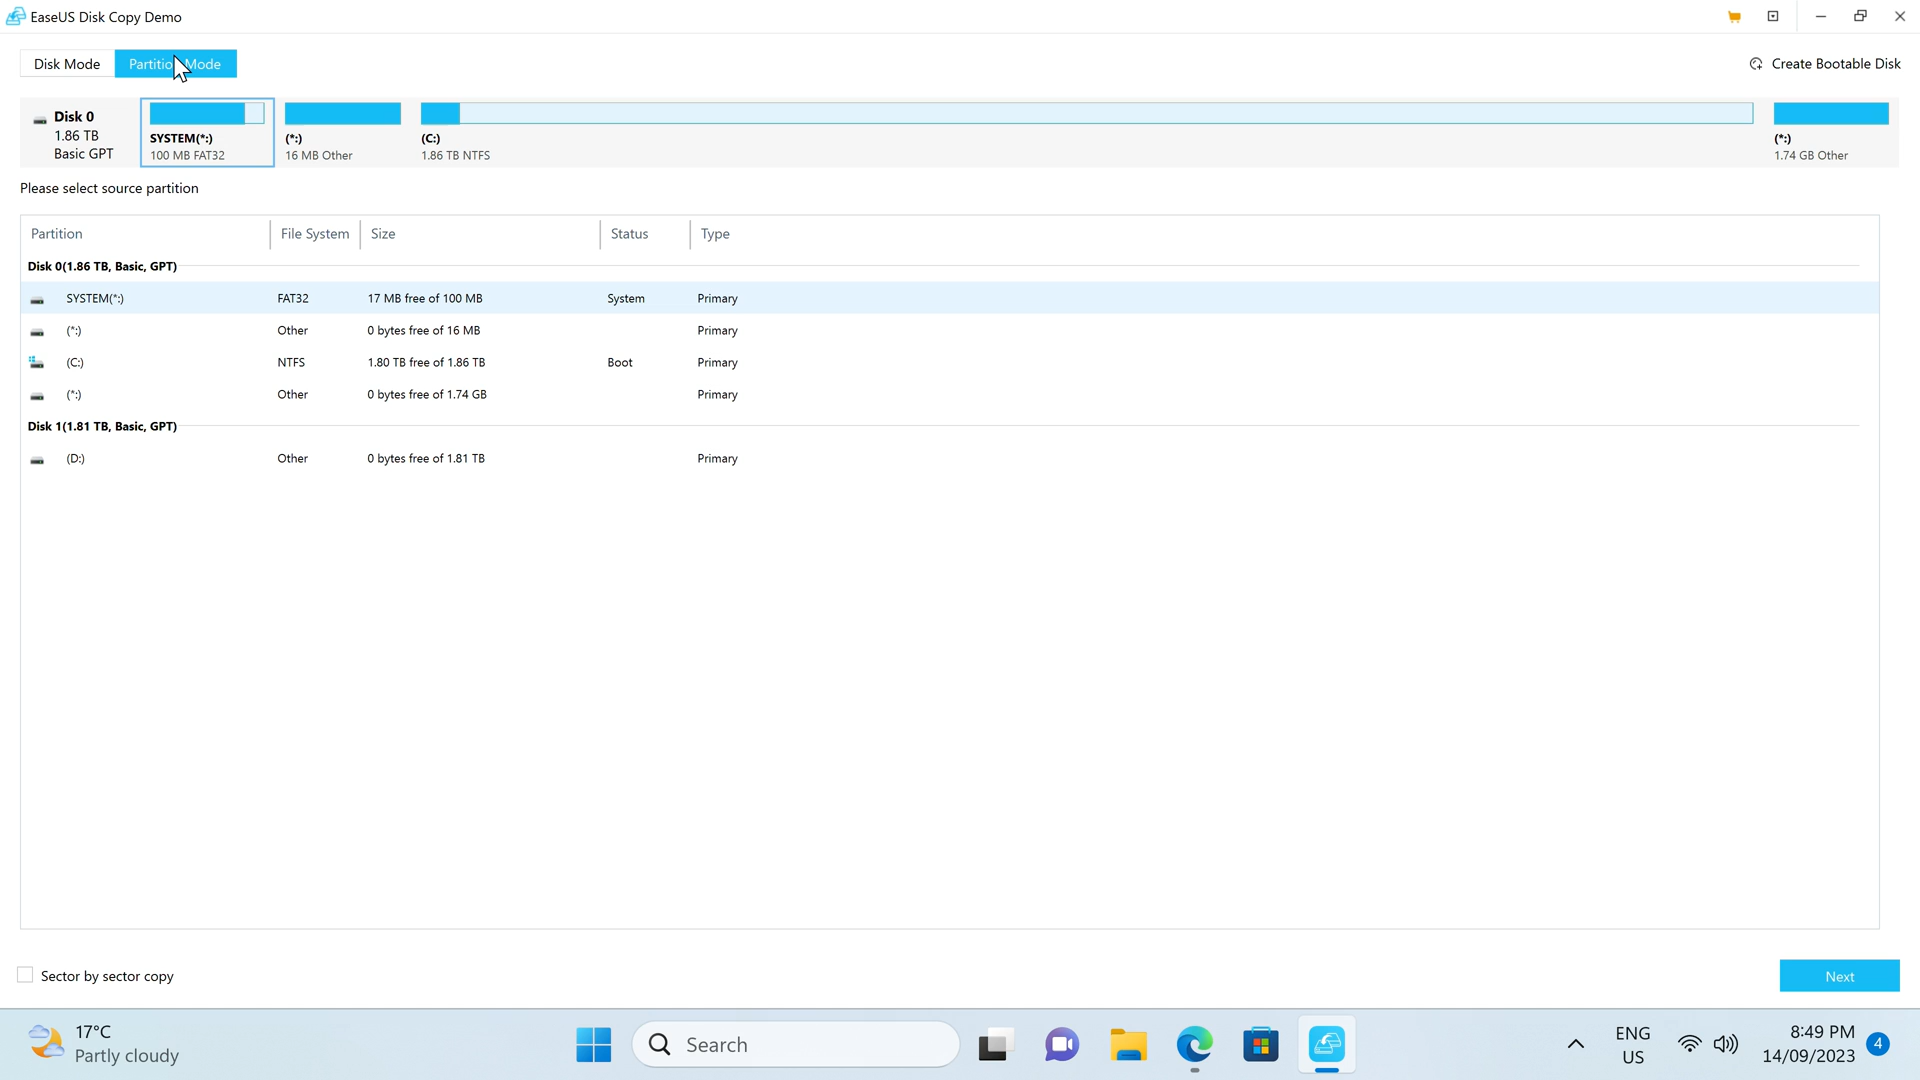 EaseUS Disk Copy Demo
Disk Mode
Partition Mode
Create Bootable Disk
Disk 0
1.86 TB
Basic GPT
SYSTEM(*:)
100 MB FAT32
(*:)
16 MB Other
(C:)
1.86 TB NTFS
(*:)
1.74 GB Other
Please select source partition
Partition File System Size Status Type
Disk 0(1.86 TB, Basic, GPT)
SYSTEM(*:) FAT32 17 MB free of 100 MB System Primary
(*:) Other 0 bytes free of 16 MB Primary
(C:) NTFS 1.80 TB free of 1.86 TB Boot Primary
(*:) Other 0 bytes free of 1.74 GB Primary
Disk 1(1.81 TB, Basic, GPT)
(D:) Other 0 bytes free of 1.81 TB Primary
Sector by sector copy
Next
17°C
Partly cloudy
Search
ENG
US
8:49 PM
14/09/2023
4